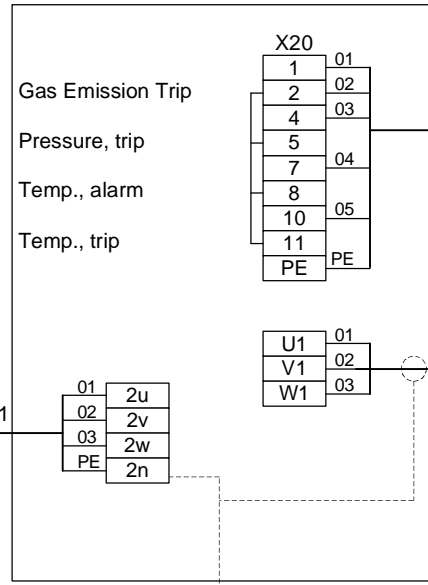 X20
1 01
Gas Emission Trip 2 02
4 03
Pressure, trip 5
7 04
Temp., alarm 8
10 05
Temp., trip 11
PE PE
U1 01
V1 02
W1 03
01 2u
1 02 2v
03 2w
PE 2n